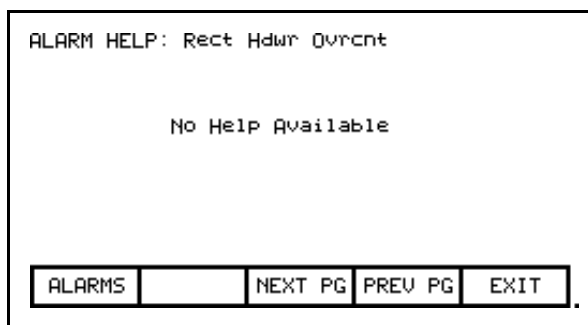 ALARM HELP: Rect Hdwr Ovrcnt
No Help Available
ALARMS NEXT PG PREV PG EXIT
.